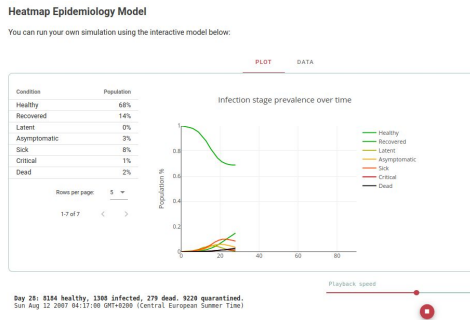 Heatmap Epidemiology Model
You can run your own simulation using the interactive model below:
PLOT DATA
Condition Population
Healthy 68%
Recovered 14%
Latent 0%
Asymptomatic 3%
Sick 8%
Critical 1%
Dead 2%
Rows per page: 5
1-7 of 7
Infection stage prevalence over time
Population %
1
0.8
0.6
0.4
0.2
0
0 20 40 60 80
Healthy
Recovered
Latent
Asymptomatic
Sick
Critical
Dead
Playback speed
Day 28: 8184 healthy, 1308 infected, 279 dead. 9220 quarantined.
Sun Aug 12 2007 04:17:00 GMT+0200 (Central European Summer Time)